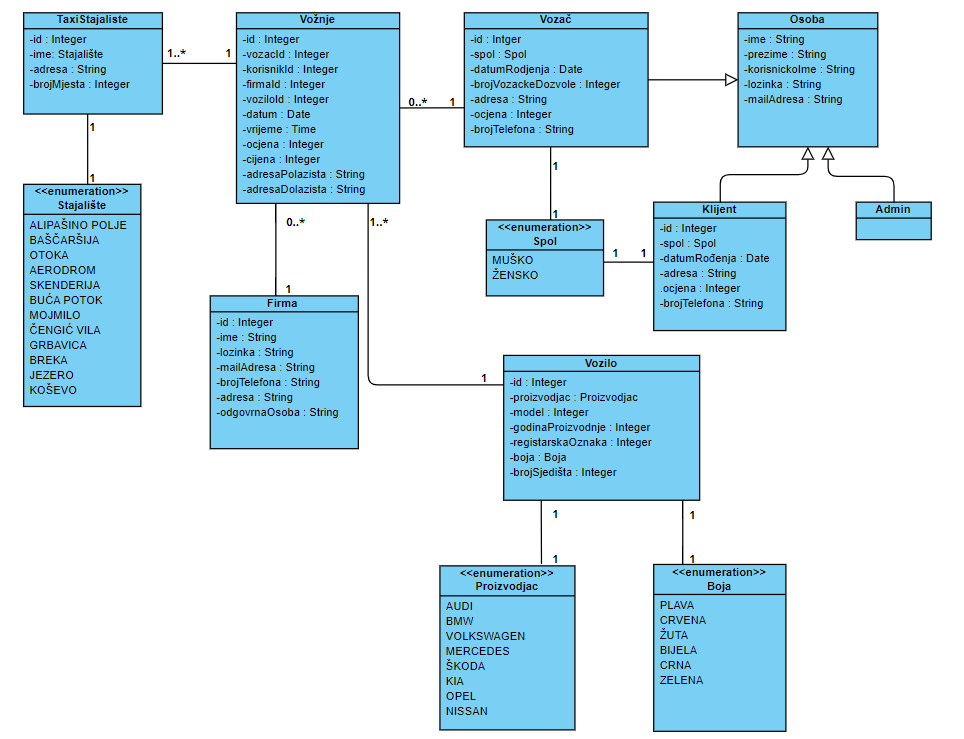 TaxiStajaliste
-id : Integer
-ime: Stajalište
-adresa : String
-brojMjesta : Integer
1..*
1
Vožnje
-id : Integer
-vozacId : Integer
-korisnikId : Integer
-firmaId : Integer
-voziloId : Integer
-datum : Date
-vrijeme : Time
-ocjena : Integer
-cijena : Integer
-adresaPolazista : String
-adresaDolazista : String
0..*
1
Vozač
-id : Intger
-spol : Spol
-datumRodjenja : Date
-brojVozackeDozvole : Integer
-adresa : String
-ocjena : Integer
-brojTelefona : String
Osoba
-ime : String
-prezime : String
-korisnickoIme : String
-lozinka : String
-mailAdresa : String
1
1
<<enumeration>>
Stajalište
ALIPAŠINO POLJE
BAŠČARŠIJA
OTOKA
AERODROM
SKENDERIJA
BUĆA POTOK
MOJMILO
ČENGIĆ VILA
GRBAVICA
BREKA
JEZERO
KOŠEVO
0..*
1
1..*
1
1
1
<<enumeration>>
Spol
MUŠKO
ŽENSKO
1
1
Klijent
-id : Integer
-spol : Spol
-datumRođenja : Date
-adresa : String
.ocjena : Integer
-brojTelefona : String
Admin
Firma
-id : Integer
-ime : String
-lozinka : String
-mailAdresa : String
-brojTelefona : String
-adresa : String
-odgovrnaOsoba : String
Vozilo
-id : Integer
-proizvodjac : Proizvodjac
-model : Integer
-godinaProizvodnje : Integer
-registarskaOznaka : Integer
-boja : Boja
-brojSjedišta : Integer
1
1
1
1
<<enumeration>>
Proizvodjac
AUDI
BMW
VOLKSWAGEN
MERCEDES
ŠKODA
KIA
OPEL
NISSAN
<<enumeration>>
Boja
PLAVA
CRVENA
ŽUTA
BIJELA
CRNA
ZELENA